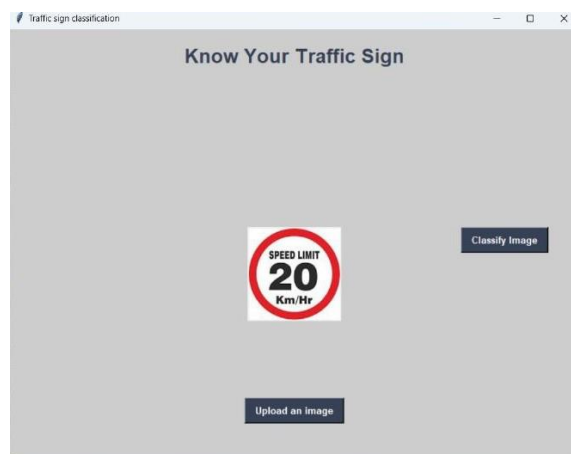 Traffic sign classification
Know Your Traffic Sign
SPEED LIMIT
20
Km/Hr
Classify Image
Upload an image